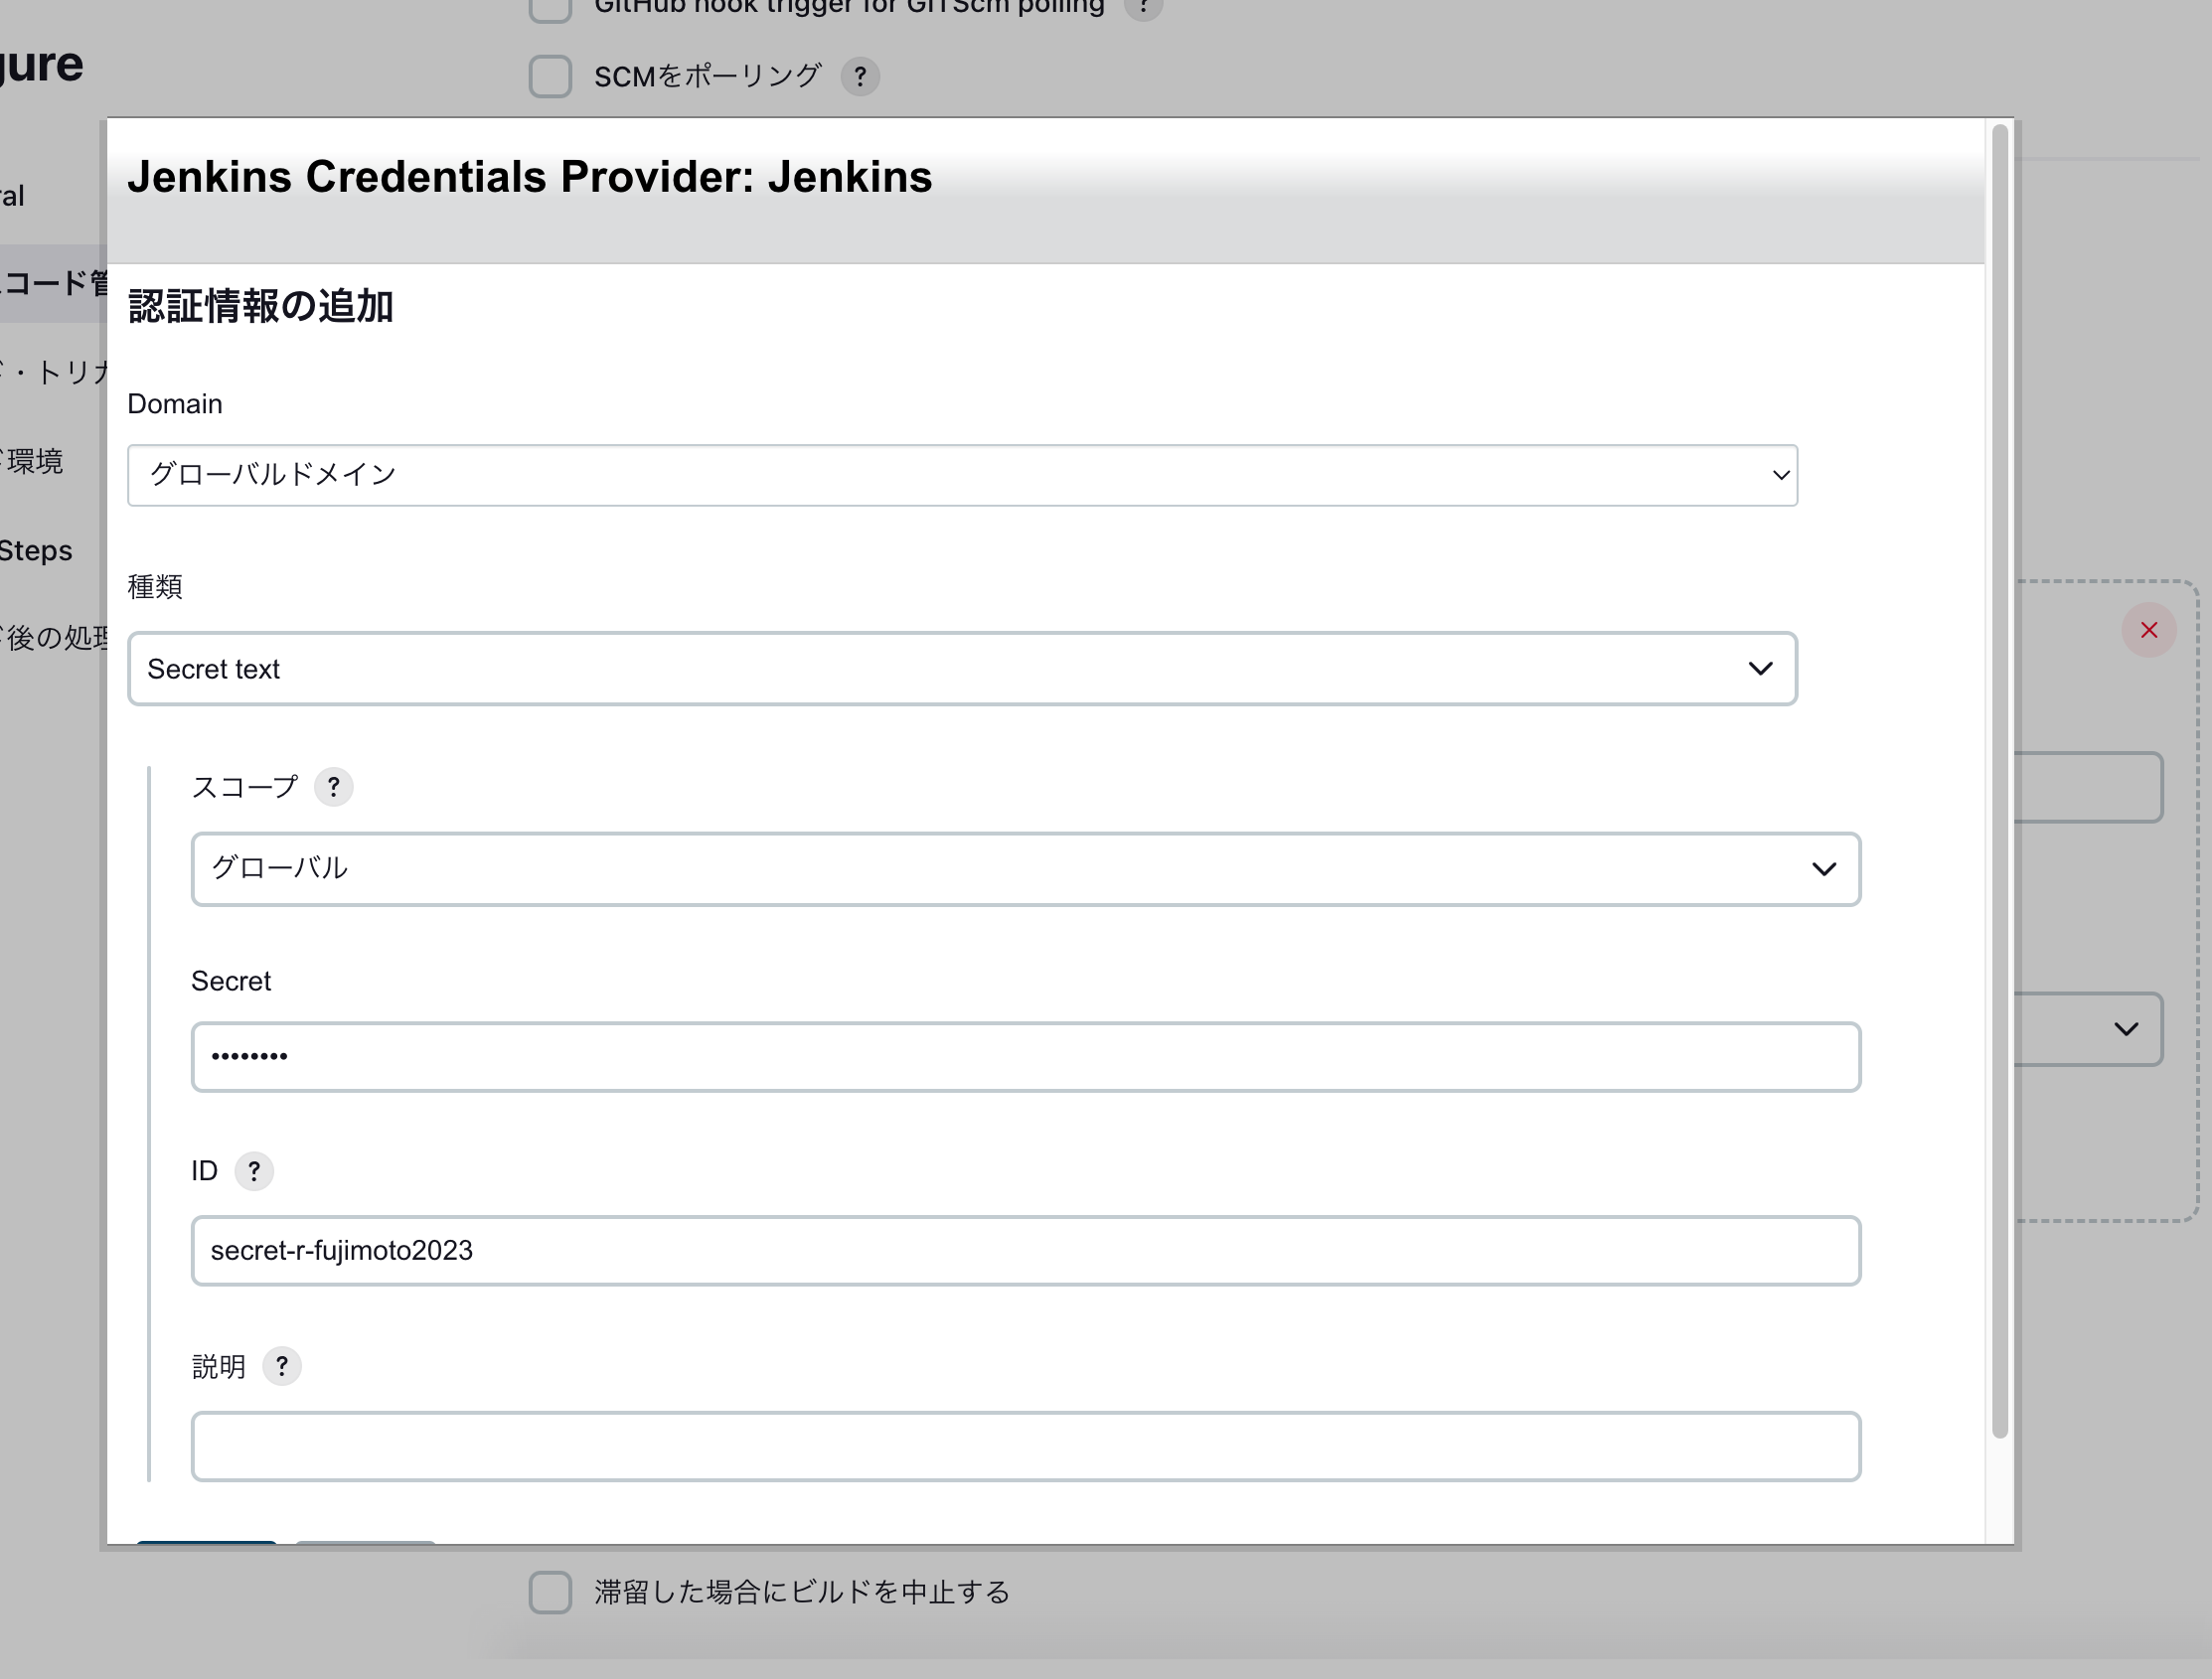 GitHub hook trigger for GITScm polling ?
gure
SCMをポーリング ?
Jenkins Credentials Provider: Jenkins
ral
認証情報の追加
コード管
Domain
・トリガ
グローバルドメイン
環境
Steps
種類
後の処理
Secret text
スコープ ?
グローバル
Secret
••••••••
ID ?
secret-r-fujimoto2023
説明 ?
滞留した場合にビルドを中止する